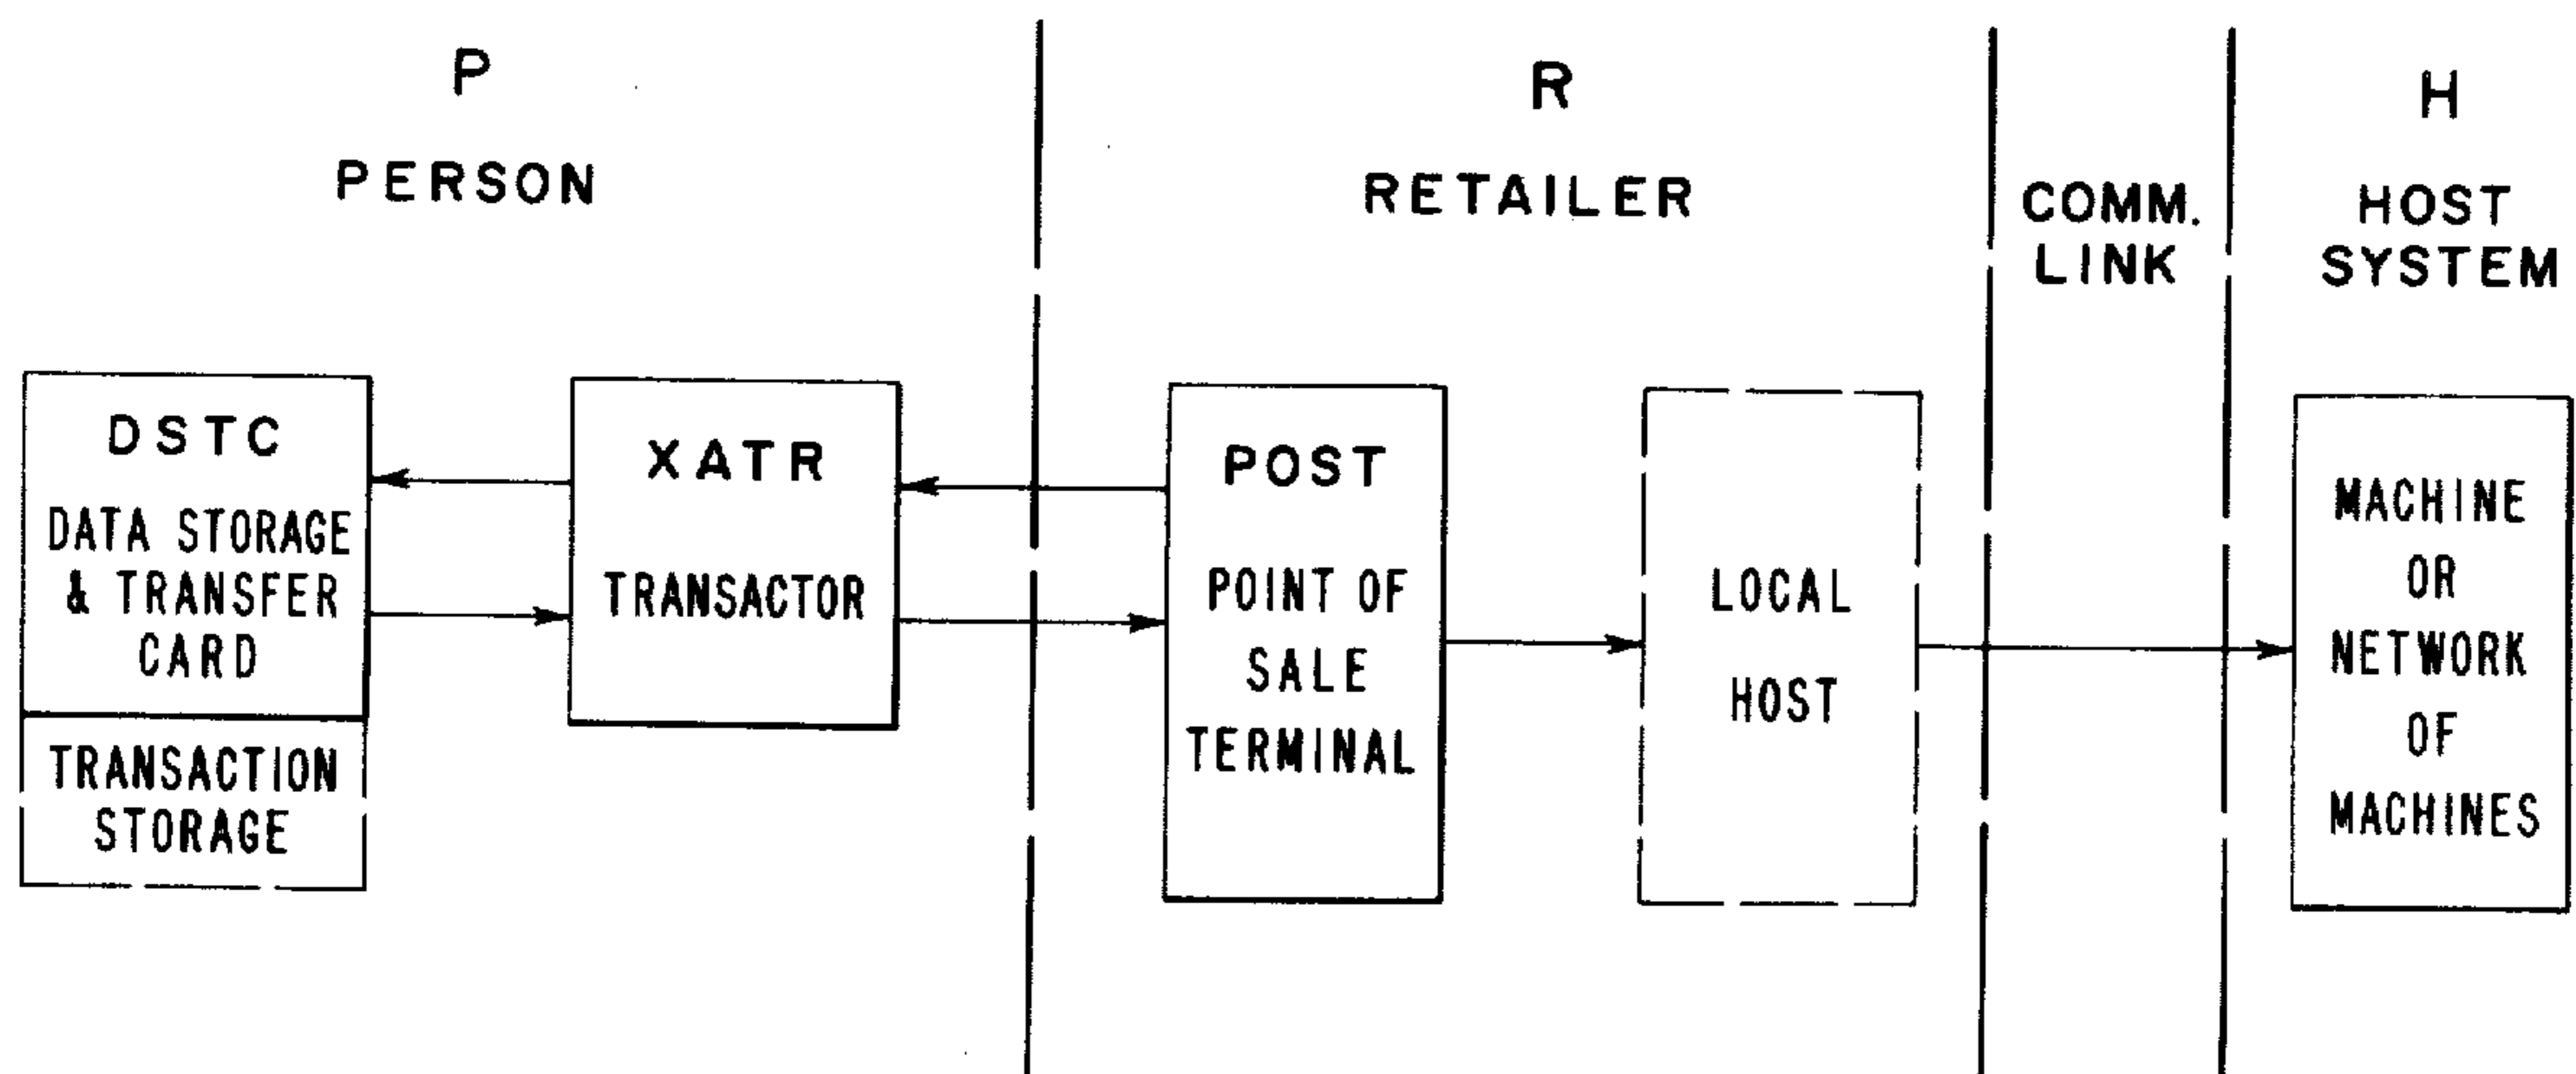 P
PERSON
R
RETAILER
COMM.
LINK
H
HOST
SYSTEM
DSTC
DATA STORAGE
& TRANSFER
CARD
TRANSACTION
STORAGE
XATR
TRANSACTOR
POST
POINT OF
SALE
TERMINAL
LOCAL
HOST
MACHINE
OR
NETWORK
OF
MACHINES